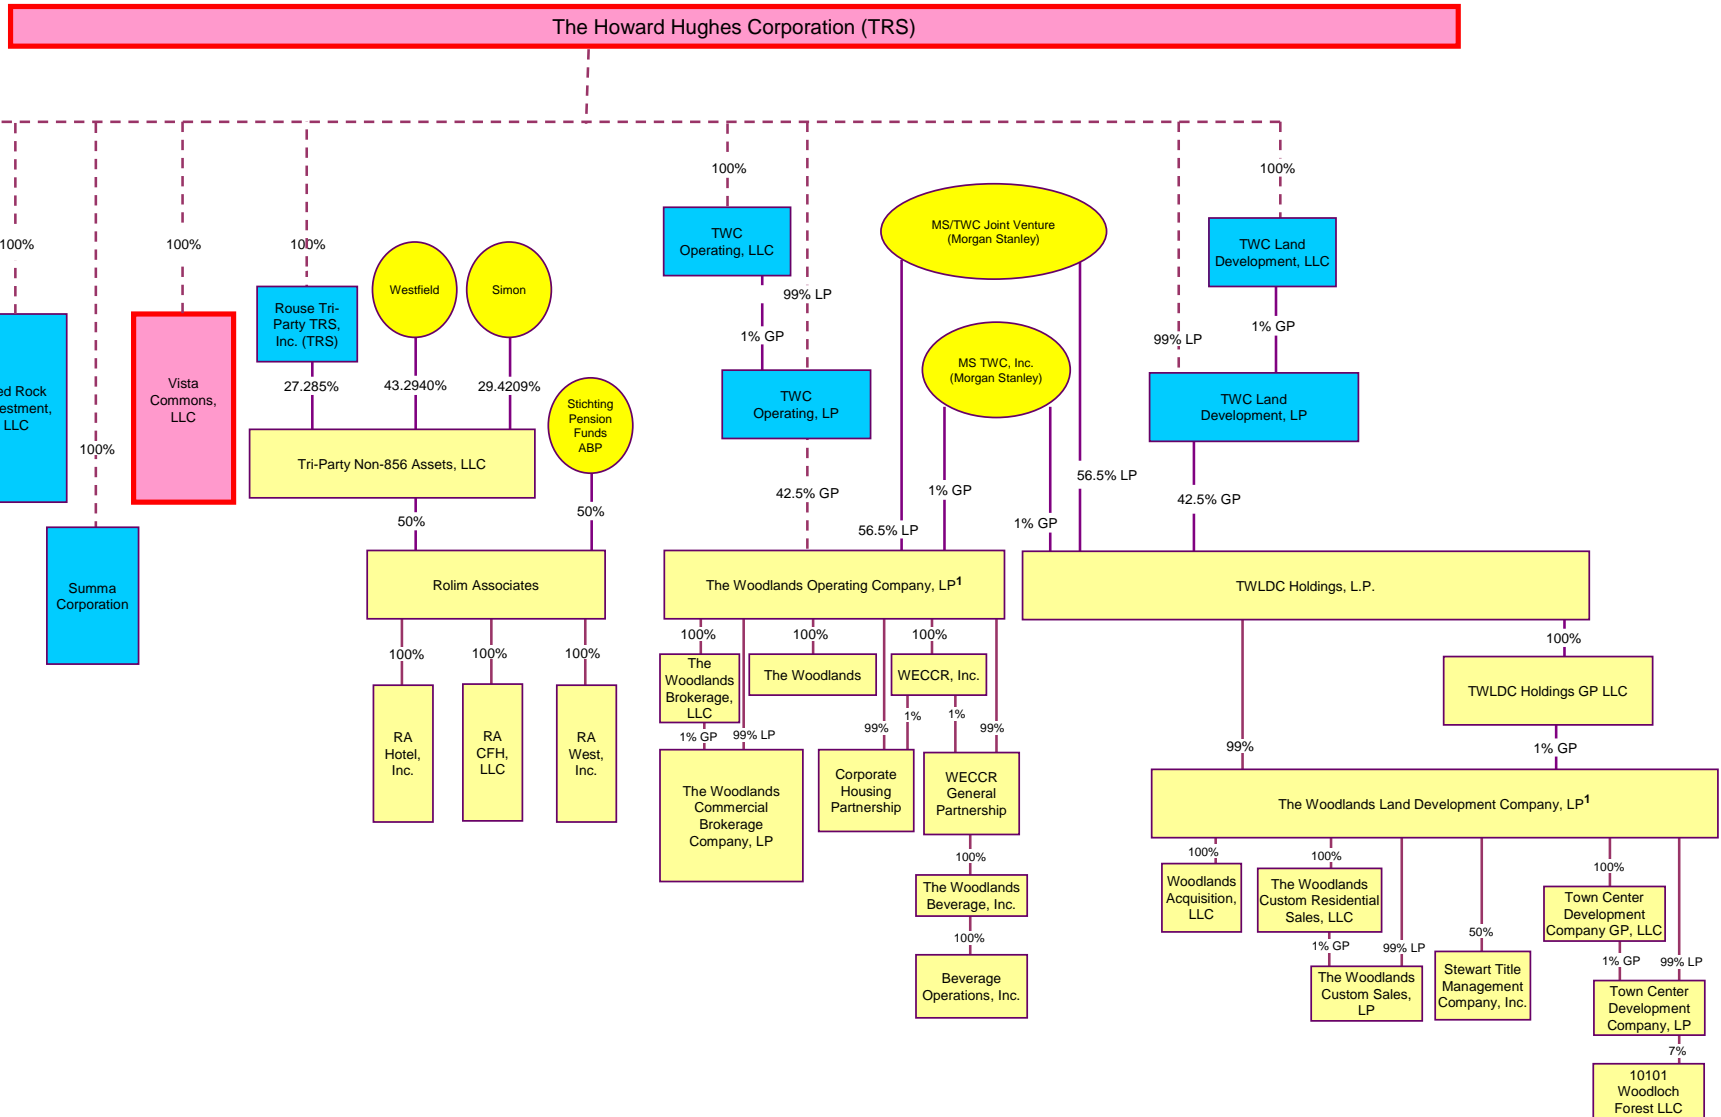 The Howard Hughes Corporation (TRS)
100%
100%
100%
100%
100%
99% LP
99% LP
100%
Rock
LLC
Summa
Corporation
Vista
Commons,
LLC
Rouse Tri-
Party TRS,
Inc. (TRS)
Westfield
Simon
27.285%
43.2940%
29.4209%
Stichting
Pension
Funds
ABP
Tri-Party Non-856 Assets, LLC
50%
50%
Rolim Associates
100%
100%
100%
RA
Hotel,
Inc.
RA
CFH,
LLC
RA
West,
Inc.
TWC
Operating, LLC
1% GP
TWC
Operating, LP
42.5% GP
MS/TWC Joint Venture
(Morgan Stanley)
MS TWC, Inc.
(Morgan Stanley)
56.5% LP
1% GP
1% GP
56.5% LP
TWC Land
Development, LLC
1% GP
TWC Land
Development, LP
42.5% GP
The Woodlands Operating Company, LP1
TWLDC Holdings, L.P.
100%
100%
100%
The
Woodlands
Brokerage,
LLC
The Woodlands
WECCR, Inc.
1% GP
99% LP
99%
1%
1%
99%
The Woodlands
Commercial
Brokerage
Company, LP
Corporate
Housing
Partnership
WECCR
General
Partnership
100%
The Woodlands
Beverage, Inc.
100%
Beverage
Operations, Inc.
99%
100%
TWLDC Holdings GP LLC
1% GP
The Woodlands Land Development Company, LP1
100%
100%
50%
100%
Woodlands
Acquisition,
LLC
The Woodlands
Custom Residential
Sales, LLC
1% GP
99% LP
The Woodlands
Custom Sales,
LP
Stewart Title
Management
Company, Inc.
Town Center
Development
Company GP, LLC
1% GP
99% LP
Town Center
Development
Company, LP
7%
10101
Woodloch
Forest LLC